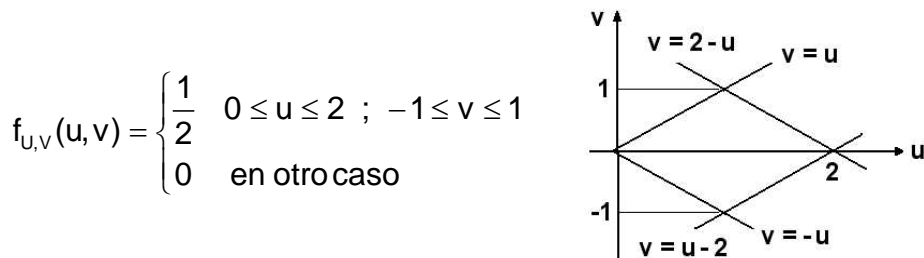 f_{U,V}(u,v) = { 1/2   0 ≤ u ≤ 2 ; −1 ≤ v ≤ 1
0   en otro caso
v
v = 2 - u
v = u
1
u
2
-1
v = u - 2
v = -u